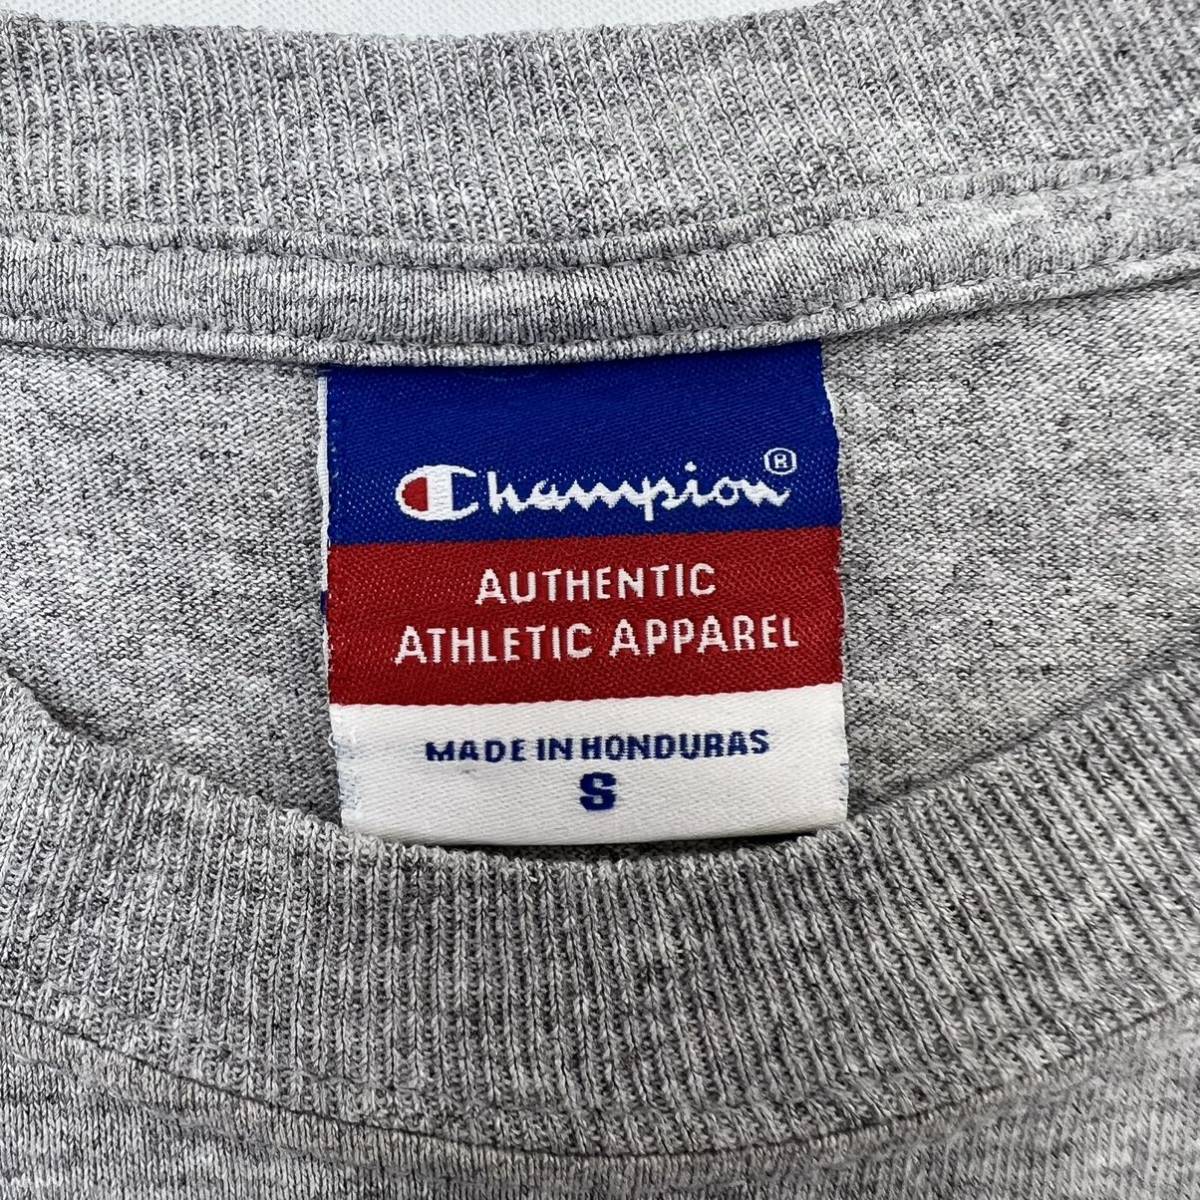 Champion®
AUTHENTIC
ATHLETIC APPAREL
MADE IN HONDURAS
S